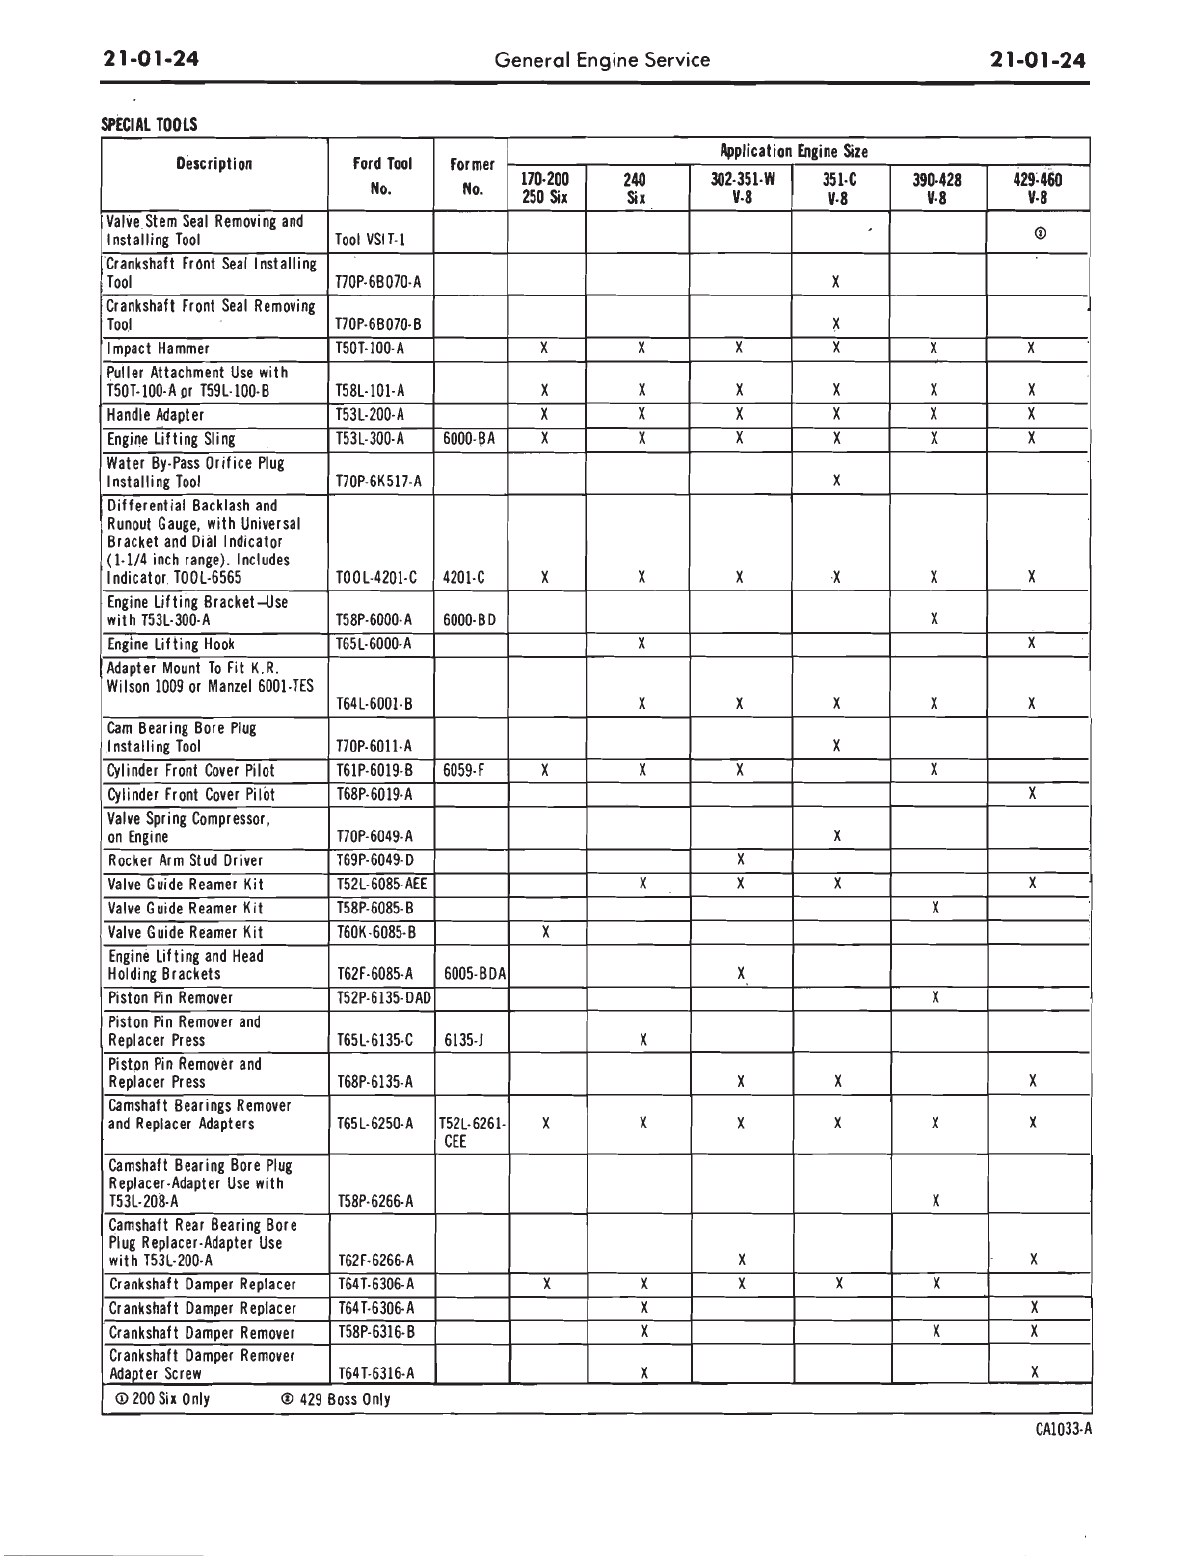 21-01-24 General Engine Service 21-01-24
SPECIAL TOOLS
Description Ford Tool No. Former No. Application Engine Size
170-200 250 Six 240 Six 302-351-W V-8 351-C V-8 390-428 V-8 429-460 V-8
Valve Stem Seal Removing and
Installing Tool Tool VSIT-1 ②
Crankshaft Front Seal Installing
Tool T70P-6B070-A X
Crankshaft Front Seal Removing
Tool T70P-6B070-B X
Impact Hammer T50T-100-A X X X X X X
Puller Attachment Use with
T50T-100-A or T59L-100-B T58L-101-A X X X X X X
Handle Adapter T53L-200-A X X X X X X
Engine Lifting Sling T53L-300-A 6000-BA X X X X X X
Water By-Pass Orifice Plug
Installing Tool T70P-6K517-A X
Differential Backlash and
Runout Gauge, with Universal
Bracket and Dial Indicator
(1-1/4 inch range). Includes
Indicator TOOL-6565 TOOL-4201-C 4201-C X X X X X X
Engine Lifting Bracket—Use
with T53L-300-A T58P-6000-A 6000-BD X
Engine Lifting Hook T65L-6000-A X X
Adapter Mount To Fit K.R.
Wilson 1009 or Manzel 6001-TES
T64L-6001-B X X X X X
Cam Bearing Bore Plug
Installing Tool T70P-6011-A X
Cylinder Front Cover Pilot T61P-6019-B 6059-F X X X X
Cylinder Front Cover Pilot T68P-6019-A X
Valve Spring Compressor,
on Engine T70P-6049-A X
Rocker Arm Stud Driver T69P-6049-D X
Valve Guide Reamer Kit T52L-6085-AEE X X X X
Valve Guide Reamer Kit T58P-6085-B X
Valve Guide Reamer Kit T60K-6085-B X
Engine Lifting and Head
Holding Brackets T62F-6085-A 6005-BDA X
Piston Pin Remover T52P-6135-DAD X
Piston Pin Remover and
Replacer Press T65L-6135-C 6135-J X
Piston Pin Remover and
Replacer Press T68P-6135-A X X X
Camshaft Bearings Remover
and Replacer Adapters T65L-6250-A T52L-6261- X X X X X X
CEE
Camshaft Bearing Bore Plug
Replacer-Adapter Use with
T53L-208-A T58P-6266-A X
Camshaft Rear Bearing Bore
Plug Replacer-Adapter Use
with T53L-200-A T62F-6266-A X X
Crankshaft Damper Replacer T64T-6306-A X X X X X
Crankshaft Damper Replacer T64T-6306-A X X
Crankshaft Damper Remover T58P-6316-B X X X
Crankshaft Damper Remover
Adapter Screw T64T-6316-A X X
① 200 Six Only ② 429 Boss Only
CA1033-A